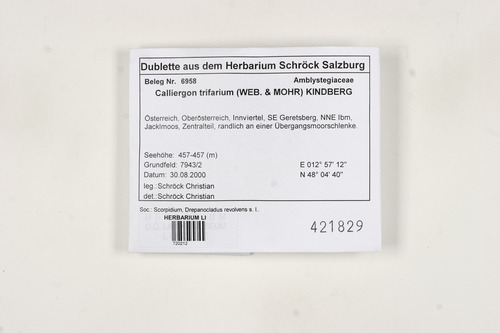 Dublette aus dem Herbarium Schröck Salzburg
Beleg Nr. 6958 Amblystegiaceae
Calliergon trifarium (WEB. & MOHR) KINDBERG
Österreich, Oberösterreich, Innviertel, SE Geretsberg, NNE Ibm,
Jacklmoos, Zentralteil, randlich an einer Übergangsmoorschlenke.
Seehöhe: 457-457 (m)
Grundfeld: 7943/2 E 012° 57' 12"
Datum: 30.08.2000 N 48° 04' 40"
leg.: Schröck Christian
det.: Schröck Christian
Soc.: Scorpidium, Drepanocladus revolvens s. l..
HERBARIUM LI
720212
421829